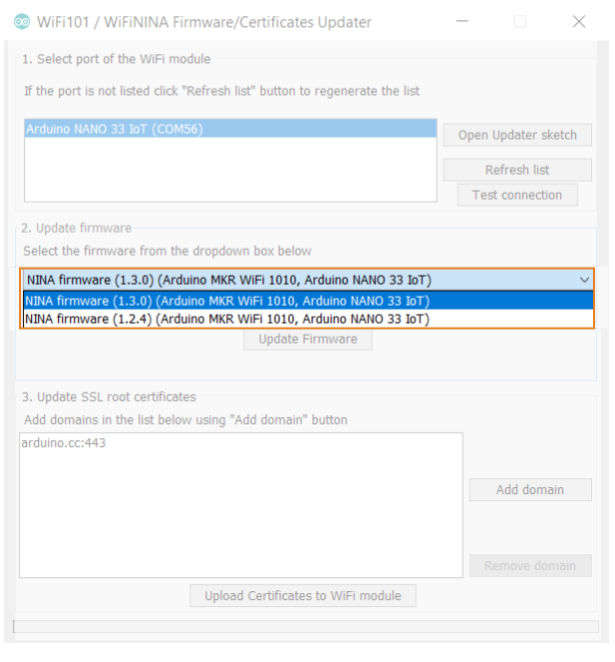 WiFi101 / WiFiNINA Firmware/Certificates Updater
1. Select port of the WiFi module
If the port is not listed click "Refresh list" button to regenerate the list
Arduino NANO 33 IoT (COM56)
Open Updater sketch
Refresh list
Test connection
2. Update firmware
Select the firmware from the dropdown box below
NINA firmware (1.3.0) (Arduino MKR WiFi 1010, Arduino NANO 33 IoT)
NINA firmware (1.3.0) (Arduino MKR WiFi 1010, Arduino NANO 33 IoT)
NINA firmware (1.2.4) (Arduino MKR WiFi 1010, Arduino NANO 33 IoT)
Update Firmware
3. Update SSL root certificates
Add domains in the list below using "Add domain" button
arduino.cc:443
Add domain
Remove domain
Upload Certificates to WiFi module